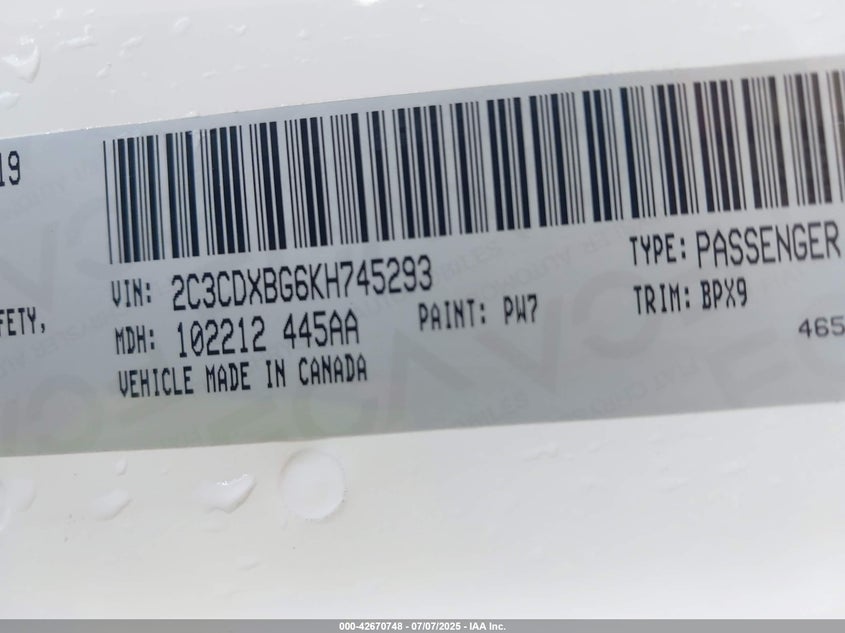 19
FETY,
VIN: 2C3CDXBG6KH745293
TYPE: PASSENGER
MDH: 102212 445AA
PAINT: PW7
TRIM: BPX9
VEHICLE MADE IN CANADA
465
000-42670748 - 07/07/2025 - IAA Inc.